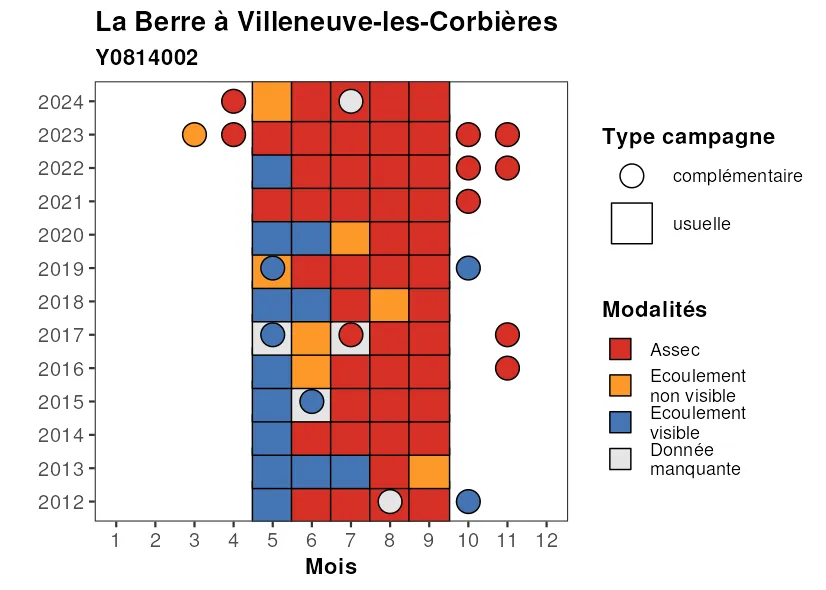 La Berre à Villeneuve-les-Corbières
Y0814002
2024
2023
2022
2021
2020
2019
2018
2017
2016
2015
2014
2013
2012
1 2 3 4 5 6 7 8 9 10 11 12
Mois
Type campagne
complémentaire
usuelle
Modalités
Assec
Ecoulement
non visible
Ecoulement
visible
Donnée
manquante